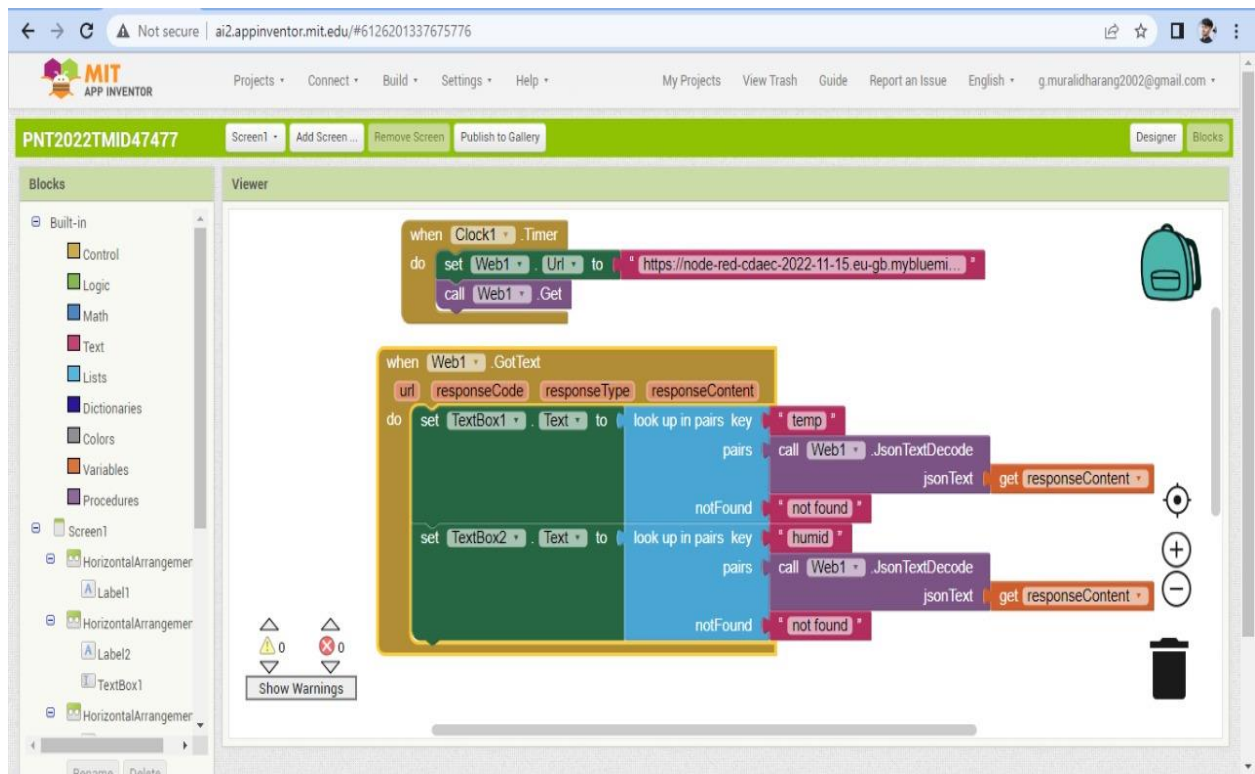 Not secure | ai2.appinventor.mit.edu/#6126201337675776
MIT
APP INVENTOR
Projects Connect Build Settings Help My Projects View Trash Guide Report an Issue English g.muralidharang2002@gmail.com
PNT2022TMID47477 Screen1 Add Screen ... Remove Screen Publish to Gallery Designer Blocks
Blocks
Viewer
Built-in
Control
Logic
Math
Text
Lists
Dictionaries
Colors
Variables
Procedures
Screen1
HorizontalArrangemer
Label1
HorizontalArrangemer
Label2
TextBox1
HorizontalArrangemer
Rename Delete
when Clock1 .Timer
do set Web1 . Url to " https://node-red-cdaec-2022-11-15.eu-gb.mybluemi... "
call Web1 .Get
when Web1 .GotText
url responseCode responseType responseContent
do set TextBox1 . Text to look up in pairs key " temp "
pairs call Web1 .JsonTextDecode
jsonText get responseContent
notFound " not found "
set TextBox2 . Text to look up in pairs key " humid "
pairs call Web1 .JsonTextDecode
jsonText get responseContent
notFound " not found "
0 0
Show Warnings